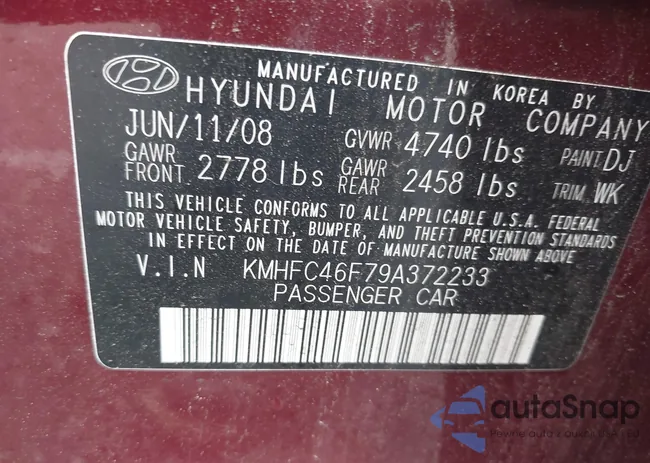 MANUFACTURED IN KOREA BY
HYUNDAI MOTOR COMPANY
JUN/11/08 GVWR 4740 lbs PAINT DJ
GAWR FRONT 2778 lbs GAWR REAR 2458 lbs TRIM WK
THIS VEHICLE CONFORMS TO ALL APPLICABLE U.S.A. FEDERAL
MOTOR VEHICLE SAFETY, BUMPER, AND THEFT PREVENTION STANDARDS
IN EFFECT ON THE DATE OF MANUFACTURE SHOWN ABOVE
V.I.N KMHFC46F79A372233
PASSENGER CAR
autoSnap